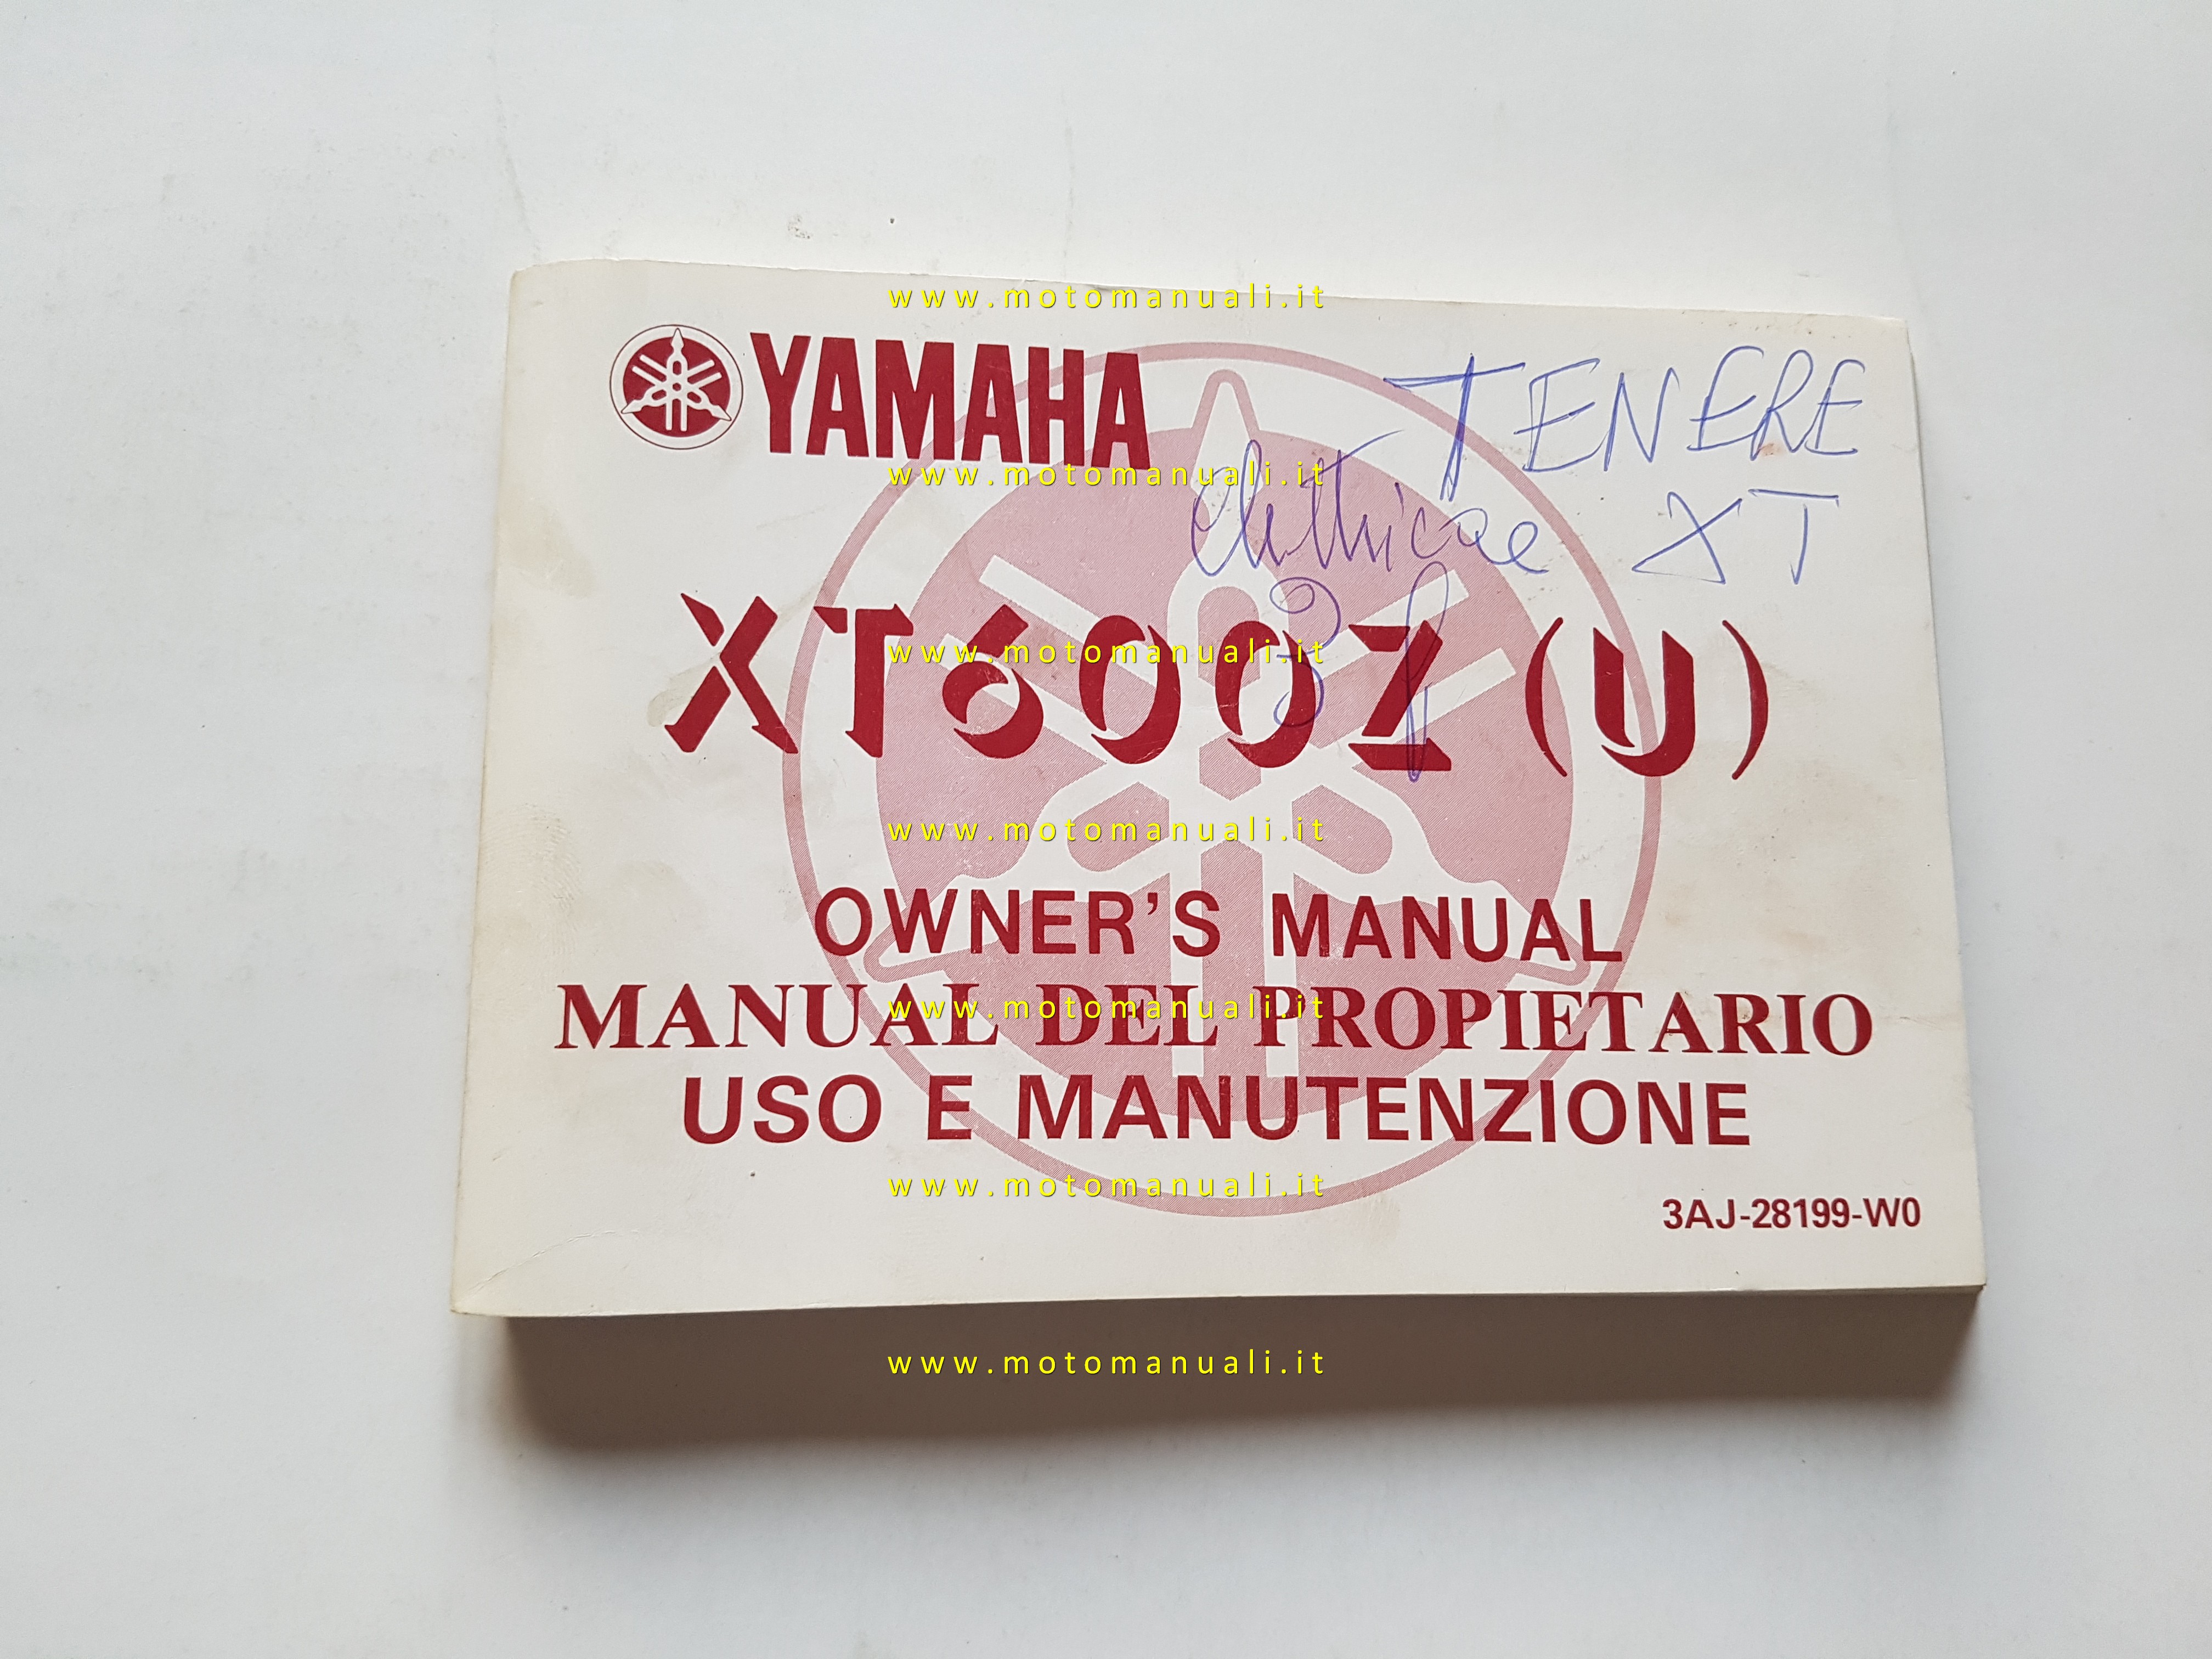 www.motomanuali.it
YAMAHA
TENERE
www.motomanuali.it
XT
XT600Z (U)
www.motomanuali.it
www.motomanuali.it
OWNER'S MANUAL
MANUAL DEL PROPIETARIO
www.motomanuali.it
USO E MANUTENZIONE
www.motomanuali.it
3AJ-28199-W0
www.motomanuali.it